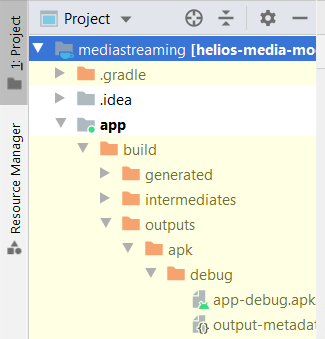 Project
1: Project
Resource Manager
mediastreaming [helios-media-mo
.gradle
.idea
app
build
generated
intermediates
outputs
apk
debug
app-debug.apk
output-metada